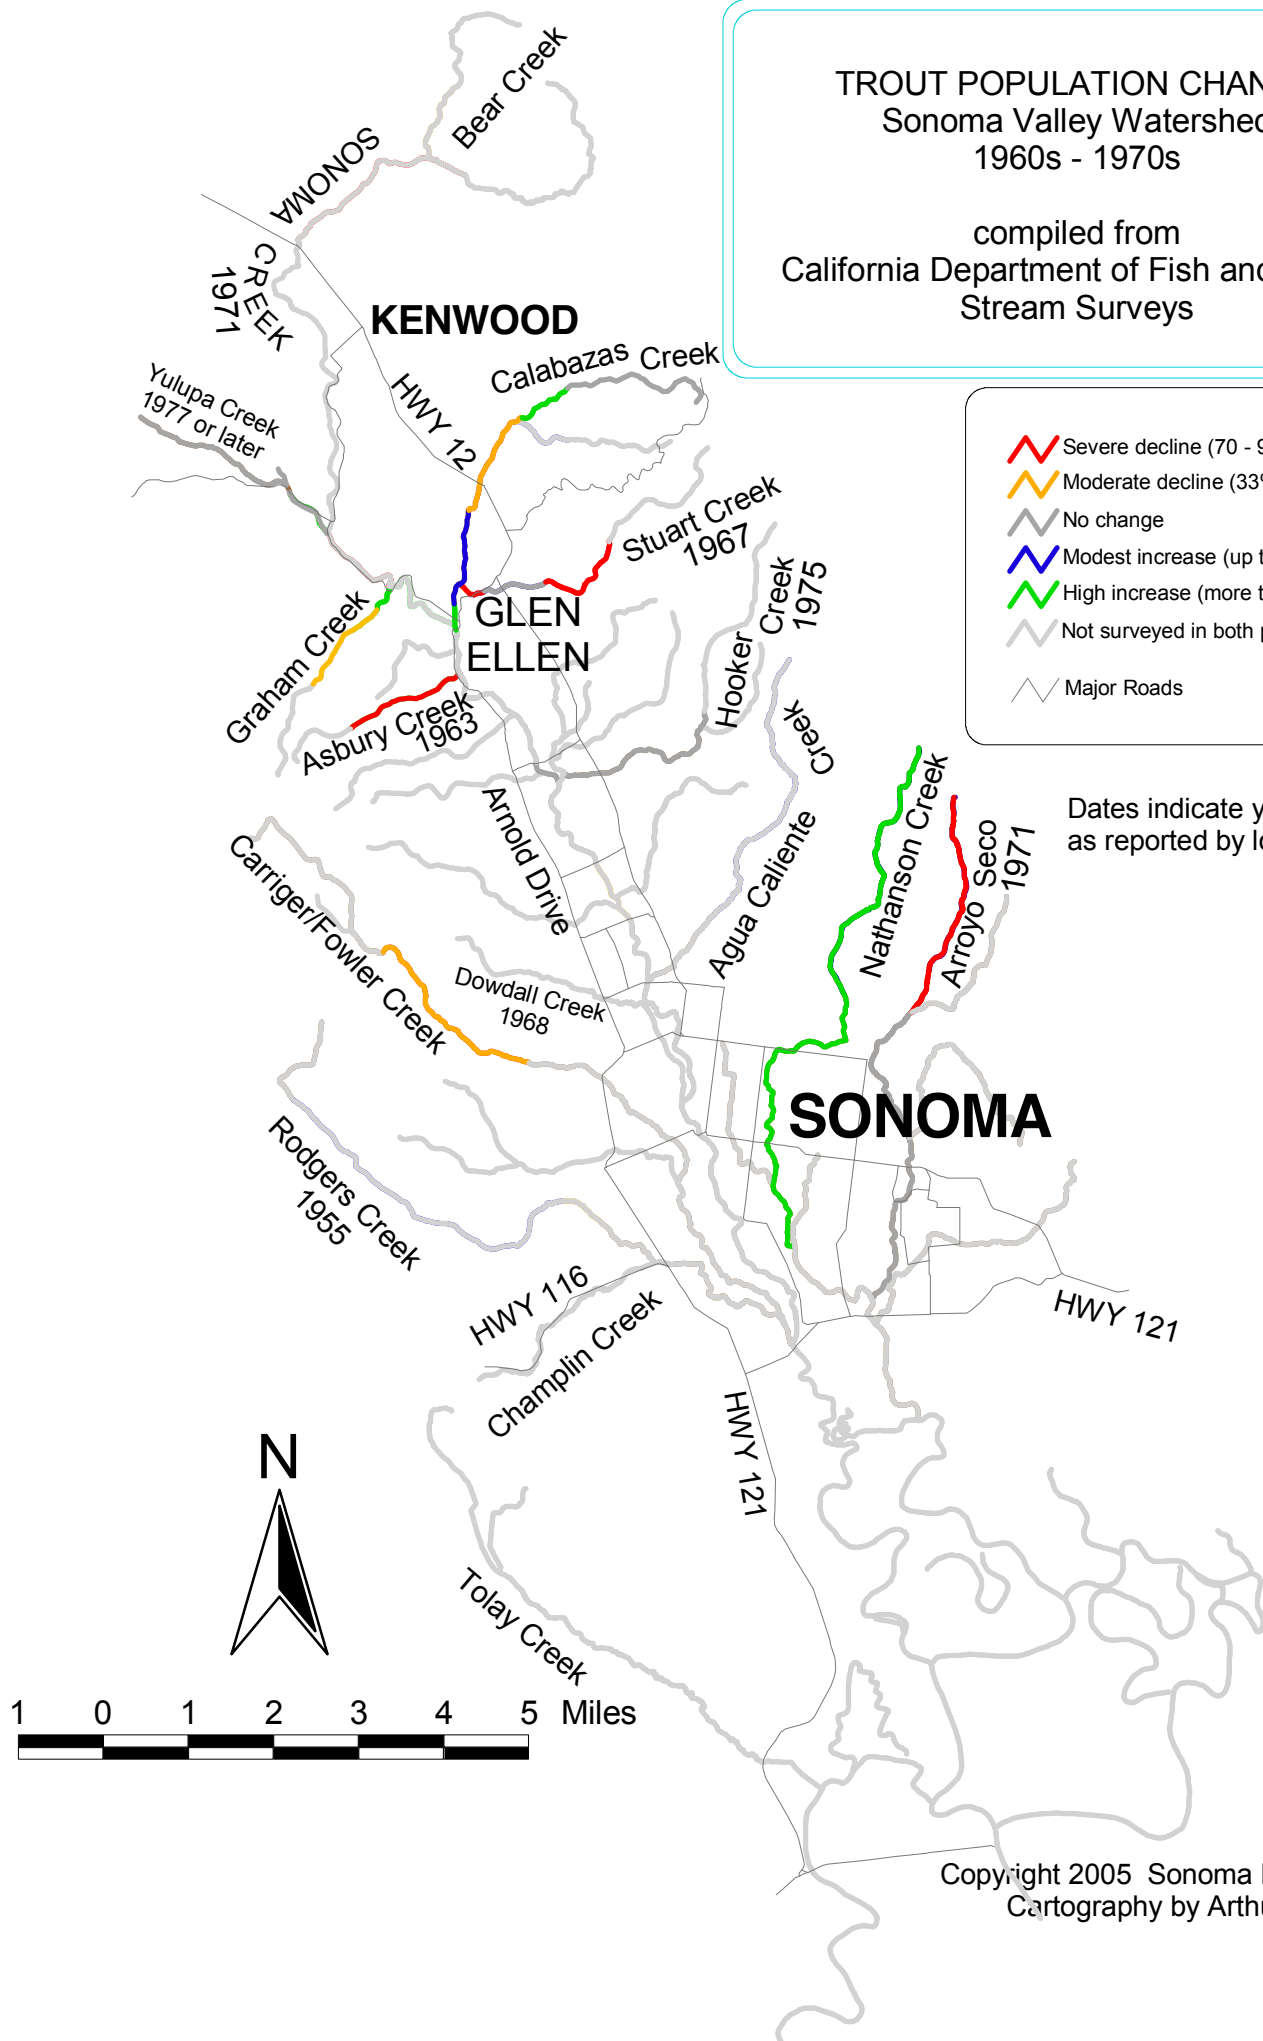 TROUT POPULATION CHAN
Sonoma Valley Watershed
1960s - 1970s
compiled from
California Department of Fish and
Stream Surveys
Severe decline (70 - 9
Moderate decline (33%
No change
Modest increase (up t
High increase (more t
Not surveyed in both p
Major Roads
Dates indicate y
as reported by lo
Bear Creek
SONOMA
CREEK
1971
KENWOOD
HWY 12
Calabazas Creek
Yulupa Creek
1977 or later
Stuart Creek
1967
GLEN
ELLEN
Graham Creek
Hooker Creek
1975
Asbury Creek
1963
Arnold Drive
Agua Caliente Creek
Nathanson Creek
Arroyo Seco
1971
Carriger/Fowler Creek
Dowdall Creek
1968
SONOMA
Rodgers Creek
1955
HWY 116
Champlin Creek
HWY 121
HWY 121
N
Tolay Creek
1 0 1 2 3 4 5 Miles
Copyright 2005 Sonoma
Cartography by Arthu